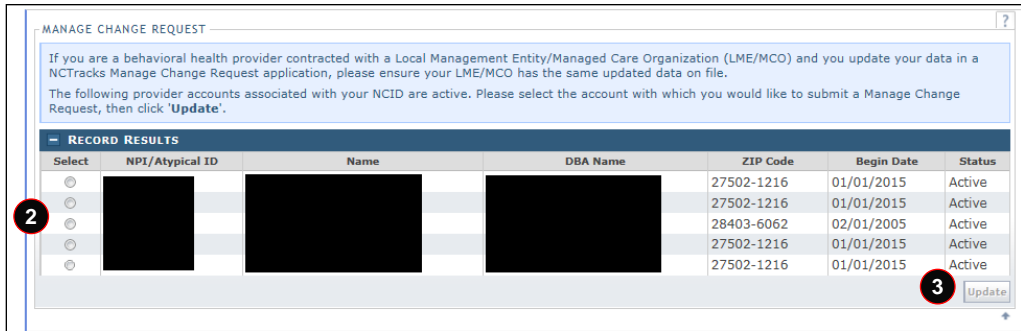 ?
MANAGE CHANGE REQUEST
If you are a behavioral health provider contracted with a Local Management Entity/Managed Care Organization (LME/MCO) and you update your data in a
NCTracks Manage Change Request application, please ensure your LME/MCO has the same updated data on file.
The following provider accounts associated with your NCID are active. Please select the account with which you would like to submit a Manage Change
Request, then click 'Update'.
RECORD RESULTS
Select NPI/Atypical ID Name DBA Name ZIP Code Begin Date Status
27502-1216 01/01/2015 Active
27502-1216 01/01/2015 Active
2 28403-6062 02/01/2005 Active
27502-1216 01/01/2015 Active
27502-1216 01/01/2015 Active
3 Update